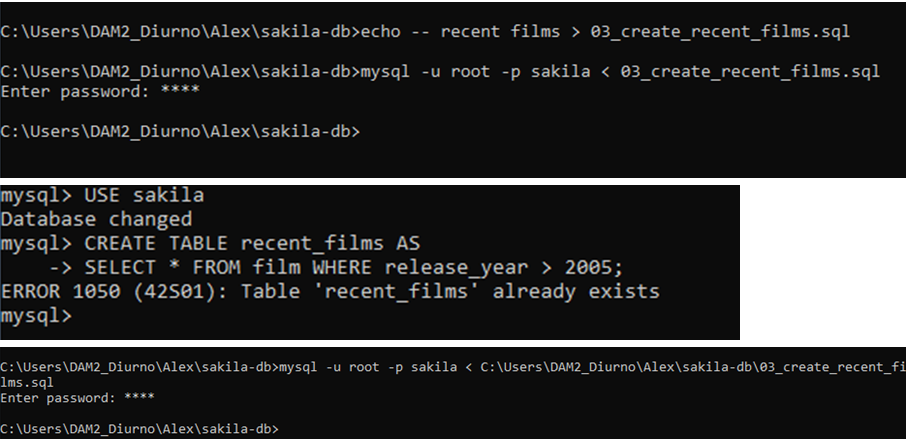 C:\Users\DAM2_Diurno\Alex\sakila-db>echo -- recent films > 03_create_recent_films.sql
C:\Users\DAM2_Diurno\Alex\sakila-db>mysql -u root -p sakila < 03_create_recent_films.sql
Enter password: ****
C:\Users\DAM2_Diurno\Alex\sakila-db>
mysql> USE sakila
Database changed
mysql> CREATE TABLE recent_films AS
    -> SELECT * FROM film WHERE release_year > 2005;
ERROR 1050 (42S01): Table 'recent_films' already exists
mysql>
C:\Users\DAM2_Diurno\Alex\sakila-db>mysql -u root -p sakila < C:\Users\DAM2_Diurno\Alex\sakila-db\03_create_recent_fi
lms.sql
Enter password: ****
C:\Users\DAM2_Diurno\Alex\sakila-db>